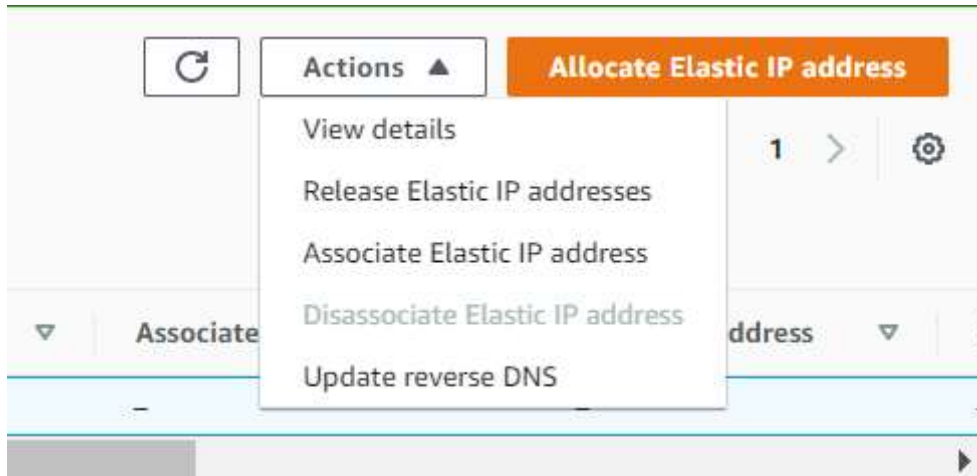 Actions ▲ Allocate Elastic IP address
View details
1
Release Elastic IP addresses
Associate Elastic IP address
Disassociate Elastic IP address
Associate
ddress
Update reverse DNS
–
–